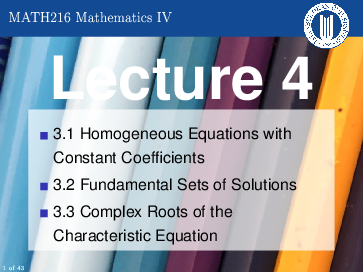 MATH216 Mathematics IV
Lecture 4
3.1 Homogeneous Equations with
Constant Coefficients
3.2 Fundamental Sets of Solutions
3.3 Complex Roots of the
Characteristic Equation
1 of 43